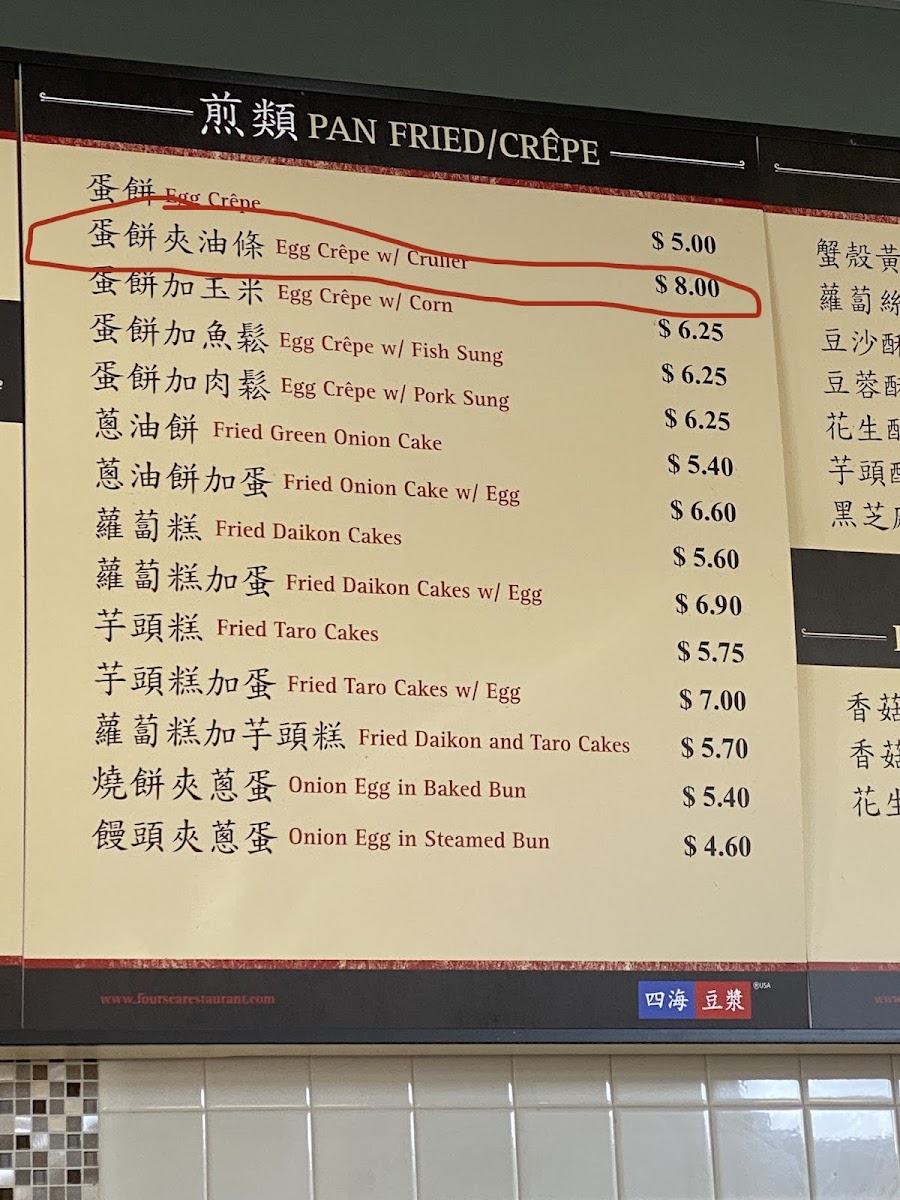 煎類 PAN FRIED/CRÊPE
蛋餅 Egg Crêpe $ 5.00
蛋餅夾油條 Egg Crêpe w/ Cruller $ 8.00
蛋餅加玉米 Egg Crêpe w/ Corn $ 6.25
蛋餅加魚鬆 Egg Crêpe w/ Fish Sung $ 6.25
蛋餅加肉鬆 Egg Crêpe w/ Pork Sung $ 6.25
蔥油餅 Fried Green Onion Cake $ 5.40
蔥油餅加蛋 Fried Onion Cake w/ Egg $ 6.60
蘿蔔糕 Fried Daikon Cakes $ 5.60
蘿蔔糕加蛋 Fried Daikon Cakes w/ Egg $ 6.90
芋頭糕 Fried Taro Cakes $ 5.75
芋頭糕加蛋 Fried Taro Cakes w/ Egg $ 7.00
蘿蔔糕加芋頭糕 Fried Daikon and Taro Cakes $ 5.70
燒餅夾蔥蛋 Onion Egg in Baked Bun $ 5.40
饅頭夾蔥蛋 Onion Egg in Steamed Bun $ 4.60
www.foursearestaurant.com
四海 豆漿 ®USA
蟹殼黃
蘿蔔絲
豆沙酥
豆蓉酥
花生酥
芋頭酥
黑芝麻
香菇
香菇
花生
www